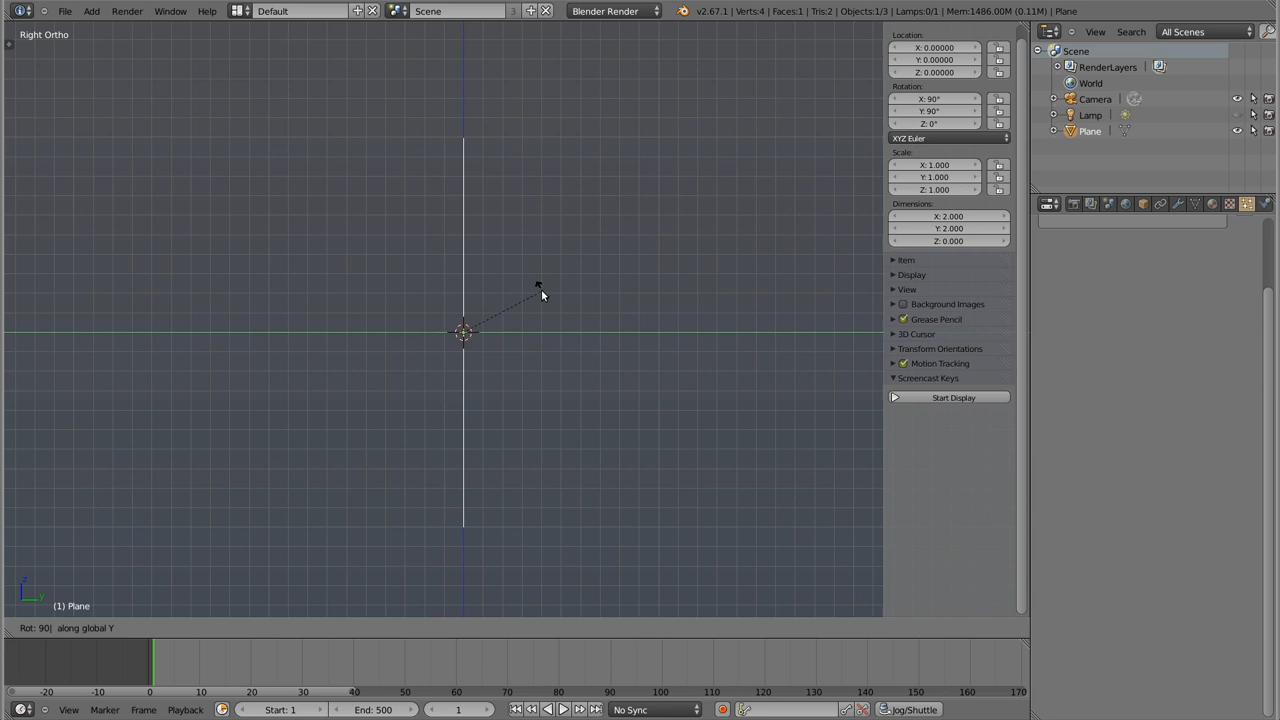 File Add Render Window Help Default Scene 3 Blender Render v2.67.1 | Verts:4 | Faces:1 | Tris:2 | Objects:1/3 | Lamps:0/1 | Mem:1486.00M (0.11M) | Plane
Right Ortho
Location:
X: 0.00000
Y: 0.00000
Z: 0.00000
Rotation:
X: 90°
Y: 90°
Z: 0°
XYZ Euler
Scale:
X: 1.000
Y: 1.000
Z: 1.000
Dimensions:
X: 2.000
Y: 2.000
Z: 0.000
Item
Display
View
Background Images
Grease Pencil
3D Cursor
Transform Orientations
Motion Tracking
Screencast Keys
Start Display
View Search All Scenes
Scene
RenderLayers
World
Camera
Lamp
Plane
z
y
(1) Plane
Rot: 90| along global Y
-20 -10 0 10 20 30 40 50 60 70 80 90 100 110 120 130 140 150 160 170
View Marker Frame Playback Start: 1 End: 500 1 No Sync Jog/Shuttle